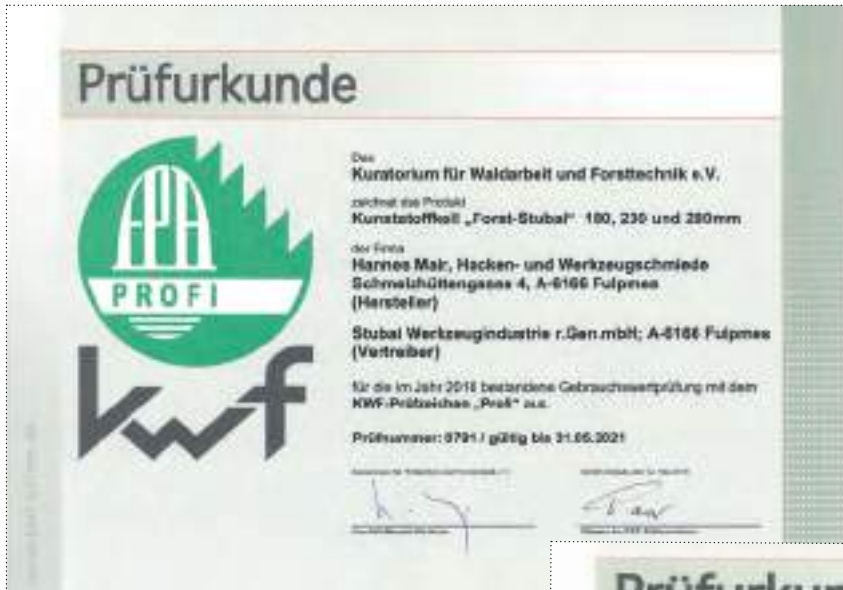 Prüfurkunde
FPA
PROFI
kwf
Das
Kuratorium für Waldarbeit und Forsttechnik e.V.
zeichnet das Produkt
Kunststoffkeil „Forst-Stubai" 180, 230 und 280mm
der Firma
Hannes Mair, Hacken- und Werkzeugschmiede
Schmelzhüttengasse 4, A-6166 Fulpmes
(Hersteller)
Stubai Werkzeugindustrie r.Gen.mbH; A-6166 Fulpmes
(Vertreiber)
für die im Jahr 2016 bestandene Gebrauchswertprüfung mit dem
KWF-Prüfzeichen „Profi" aus.
Prüfnummer: 0791 / gültig bis 31.05.2021
Prüfurkun